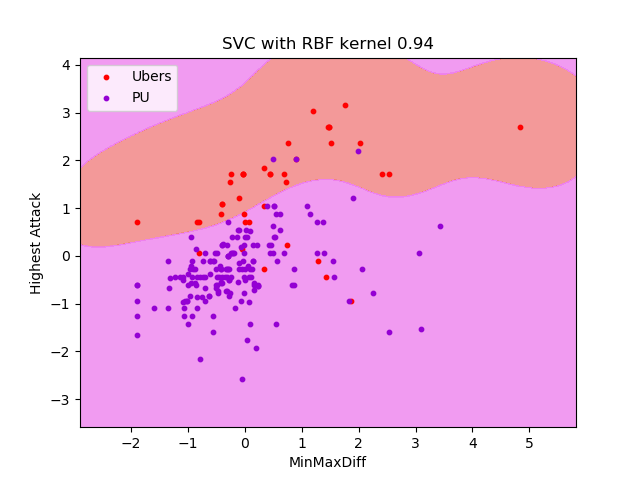 SVC with RBF kernel 0.94
Ubers
PU
4
3
2
1
0
−1
−2
−3
Highest Attack
−2 −1 0 1 2 3 4 5
MinMaxDiff